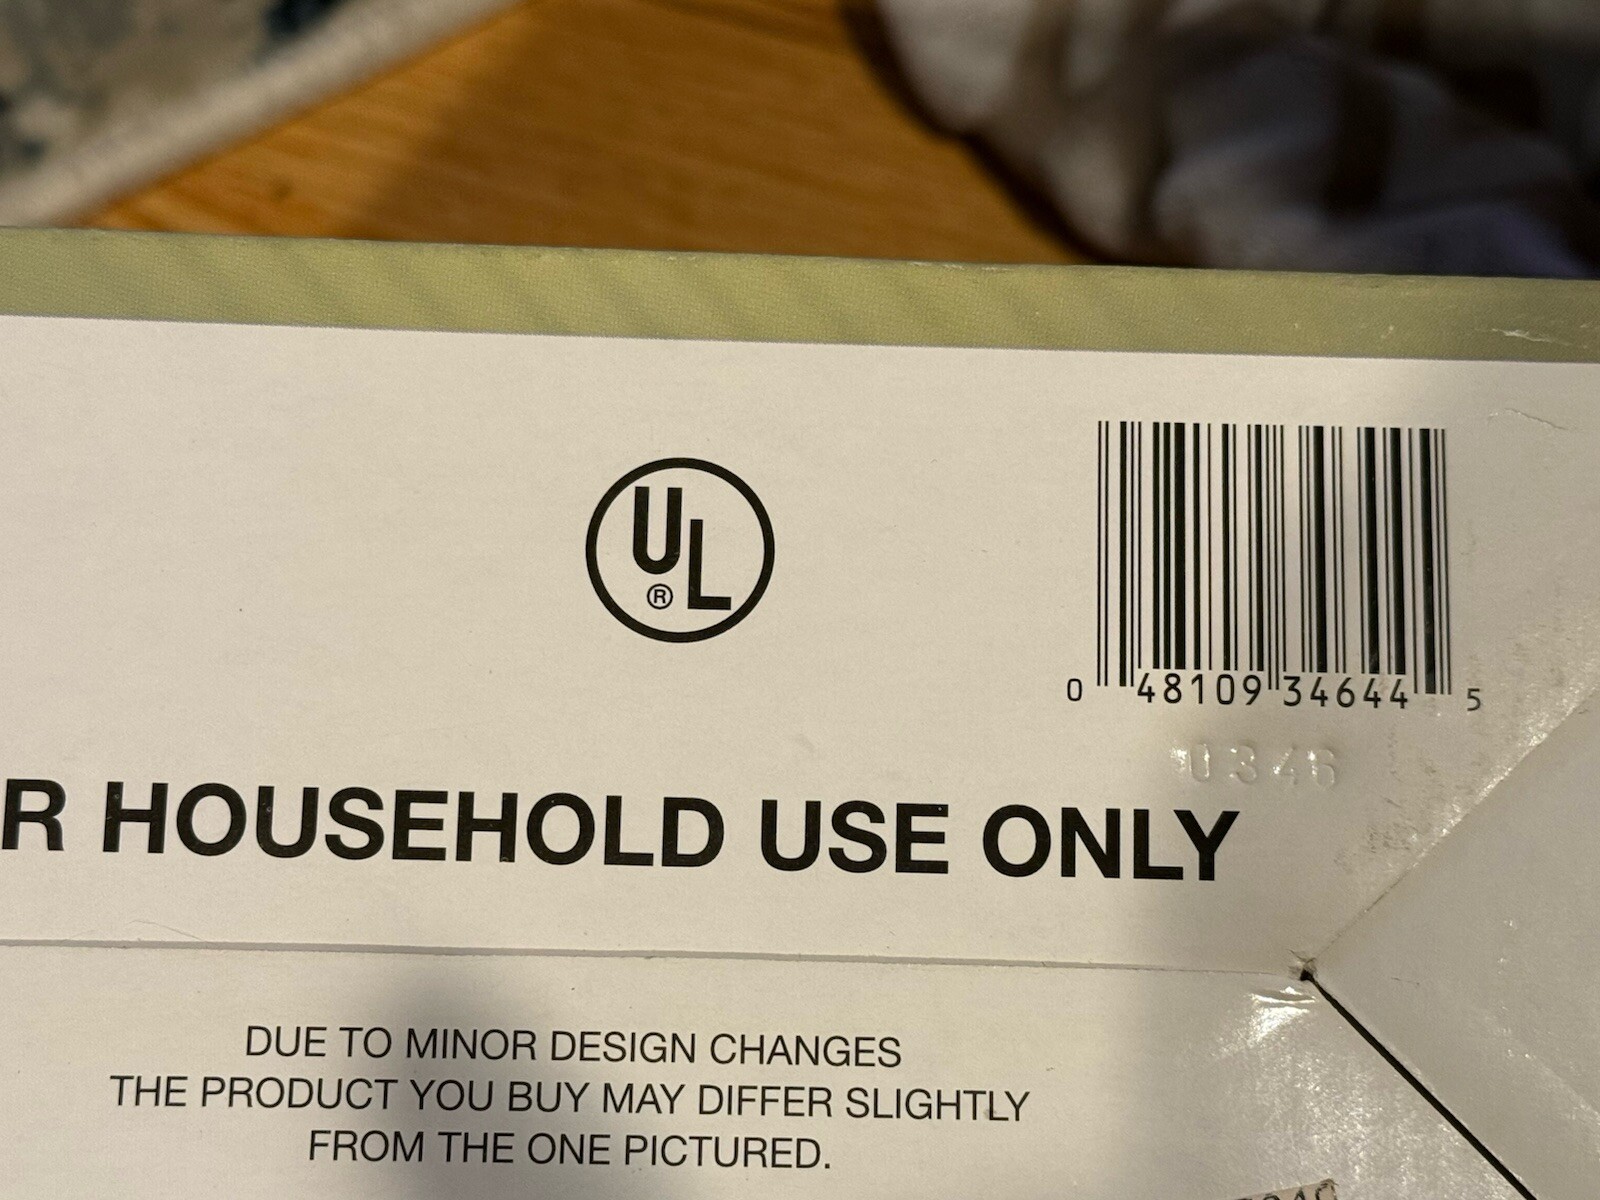 UL
®
0 48109 34644 5
0346
R HOUSEHOLD USE ONLY
DUE TO MINOR DESIGN CHANGES
THE PRODUCT YOU BUY MAY DIFFER SLIGHTLY
FROM THE ONE PICTURED.